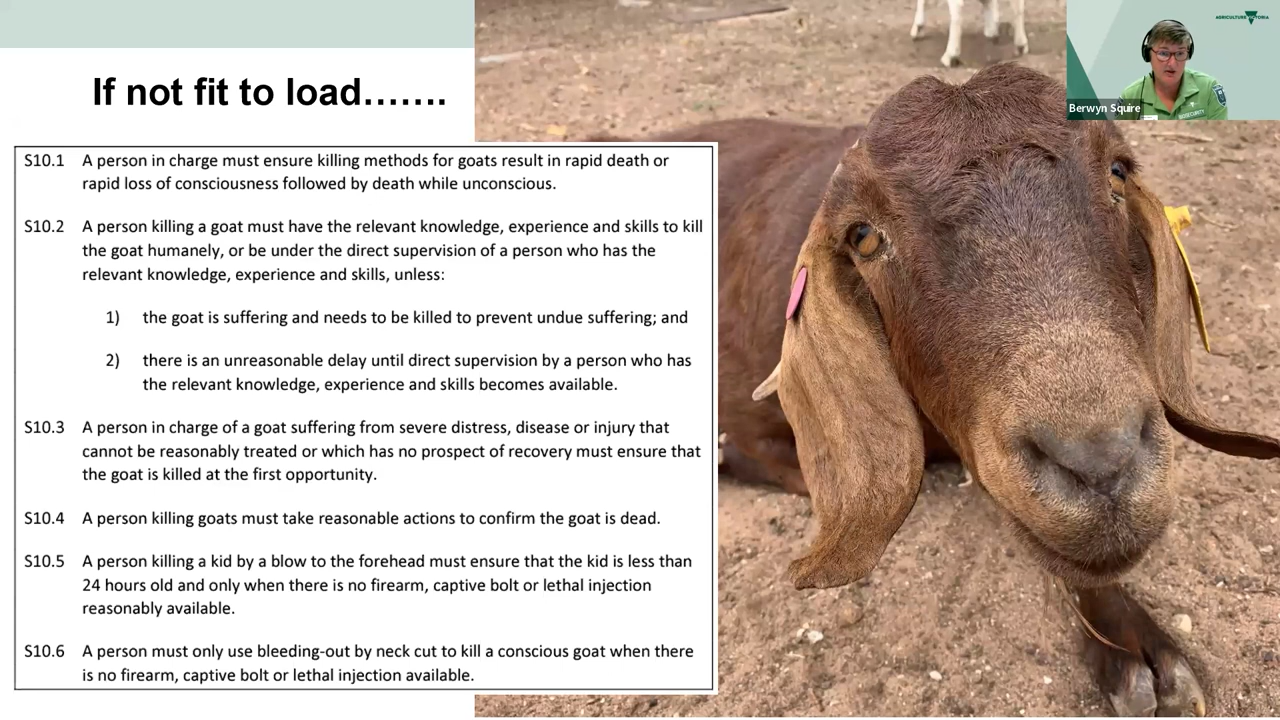 If not fit to load…….
S10.1 A person in charge must ensure killing methods for goats result in rapid death or
rapid loss of consciousness followed by death while unconscious.
S10.2 A person killing a goat must have the relevant knowledge, experience and skills to kill
the goat humanely, or be under the direct supervision of a person who has the
relevant knowledge, experience and skills, unless:
1) the goat is suffering and needs to be killed to prevent undue suffering; and
2) there is an unreasonable delay until direct supervision by a person who has
the relevant knowledge, experience and skills becomes available.
S10.3 A person in charge of a goat suffering from severe distress, disease or injury that
cannot be reasonably treated or which has no prospect of recovery must ensure that
the goat is killed at the first opportunity.
S10.4 A person killing goats must take reasonable actions to confirm the goat is dead.
S10.5 A person killing a kid by a blow to the forehead must ensure that the kid is less than
24 hours old and only when there is no firearm, captive bolt or lethal injection
reasonably available.
S10.6 A person must only use bleeding-out by neck cut to kill a conscious goat when there
is no firearm, captive bolt or lethal injection available.
AGRICULTURE VICTORIA
BIOSECURITY
Berwyn Squire